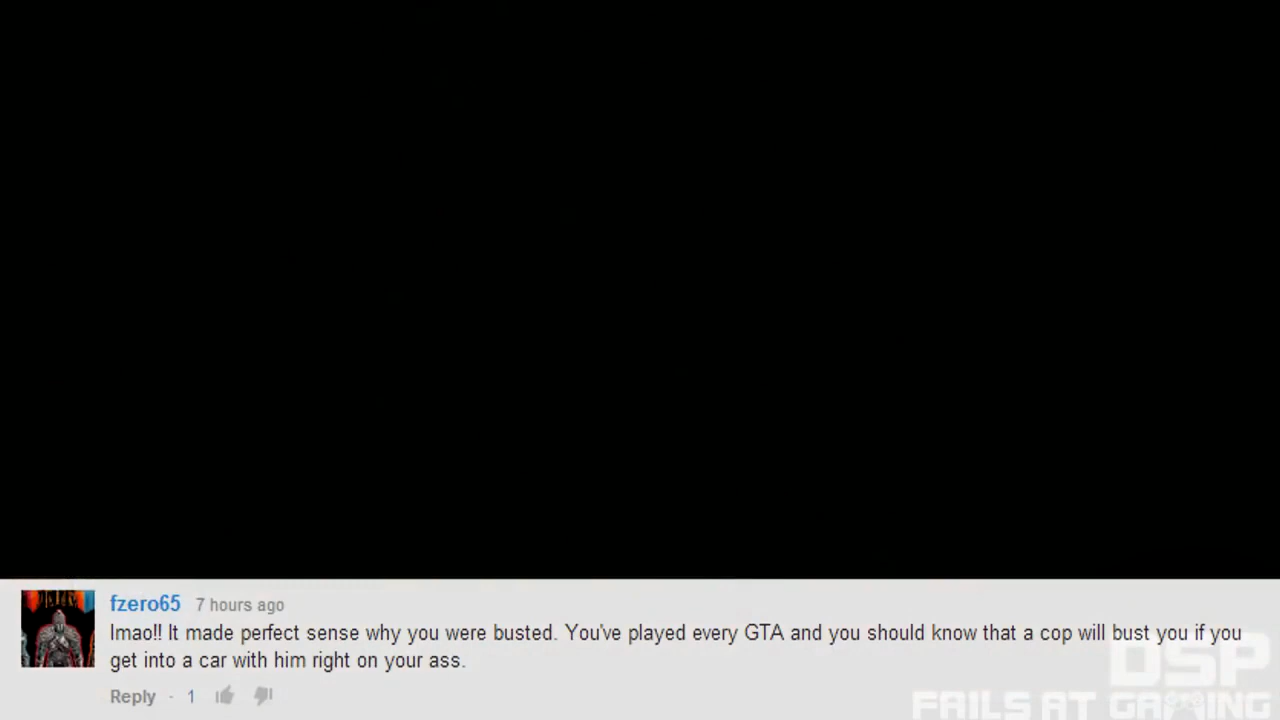 fzero65 7 hours ago
lmao!! It made perfect sense why you were busted. You've played every GTA and you should know that a cop will bust you if you
get into a car with him right on your ass.
Reply · 1
DSP
FAILS AT GAMING